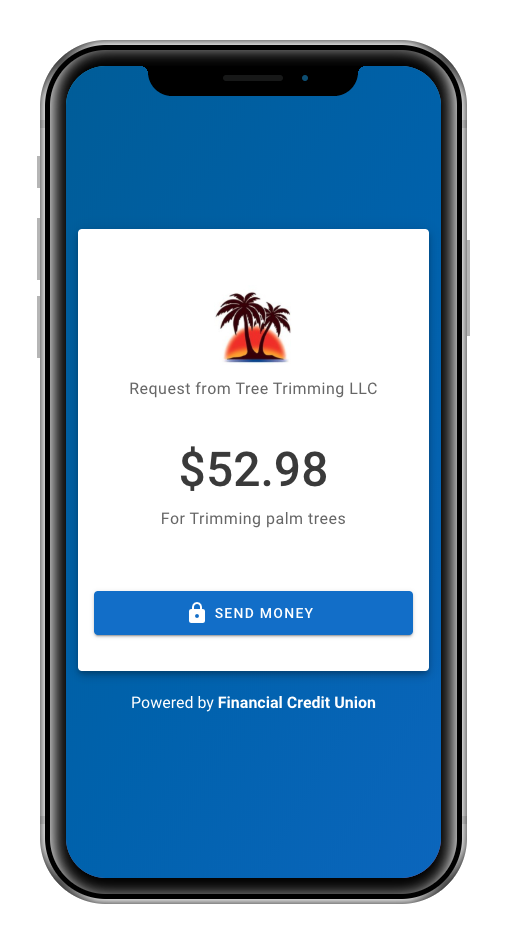 Request from Tree Trimming LLC
$52.98
For Trimming palm trees
SEND MONEY
Powered by Financial Credit Union